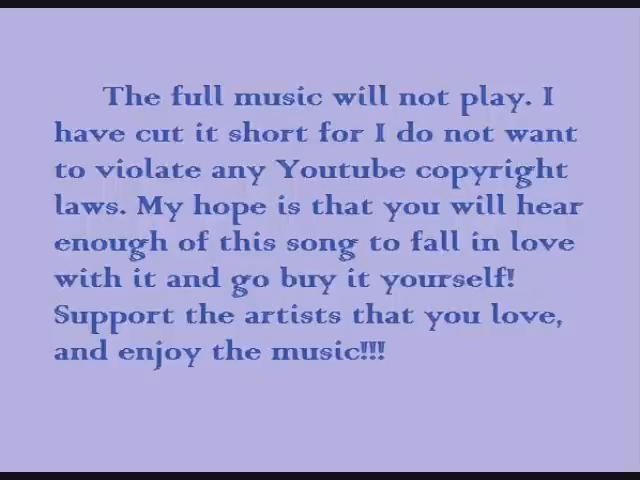 The full music will not play. I
have cut it short for I do not want
to violate any Youtube copyright
laws. My hope is that you will hear
enough of this song to fall in love
with it and go buy it yourself!
Support the artists that you love,
and enjoy the music!!!